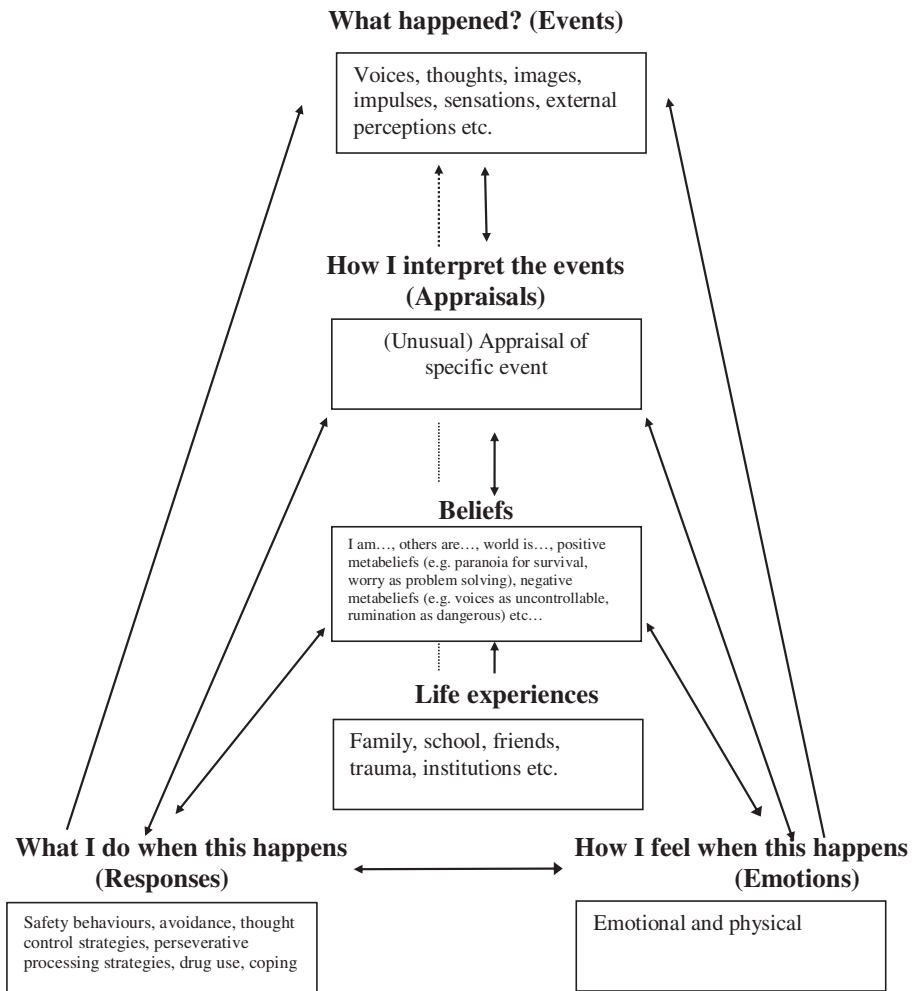 What happened? (Events)
Voices, thoughts, images,
impulses, sensations, external
perceptions etc.
How I interpret the events
(Appraisals)
(Unusual) Appraisal of
specific event
Beliefs
I am…, others are…, world is…, positive
metabeliefs (e.g. paranoia for survival,
worry as problem solving), negative
metabeliefs (e.g. voices as uncontrollable,
rumination as dangerous) etc…
Life experiences
Family, school, friends,
trauma, institutions etc.
What I do when this happens
(Responses)
Safety behaviours, avoidance, thought
control strategies, perseverative
processing strategies, drug use, coping
How I feel when this happens
(Emotions)
Emotional and physical